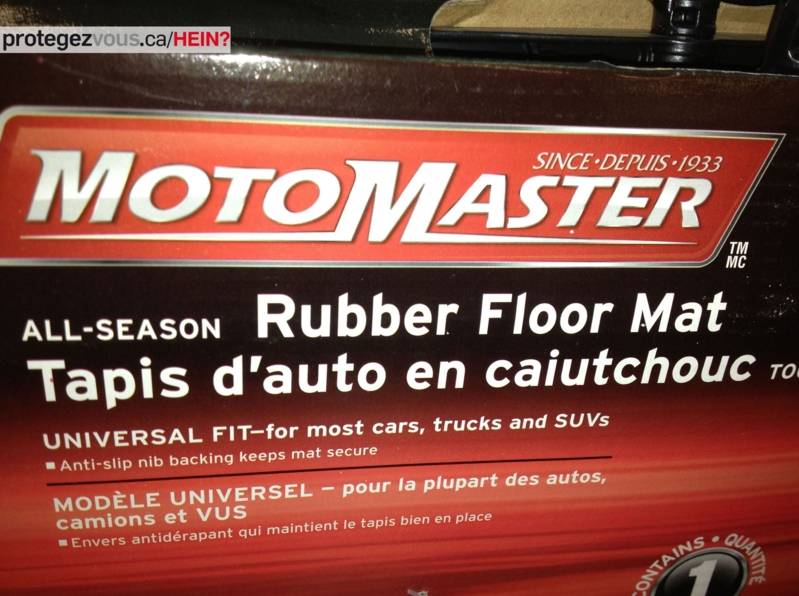 protegezvous.ca/HEIN?
MOTOMASTER
SINCE•DEPUIS•1933
TM
MC
ALL-SEASON Rubber Floor Mat
Tapis d'auto en caiutchouc
UNIVERSAL FIT–for most cars, trucks and SUVs
▪ Anti-slip nib backing keeps mat secure
MODÈLE UNIVERSEL – pour la plupart des autos,
camions et VUS
▪ Envers antidérapant qui maintient le tapis bien en place
CONTAINS • QUANTITÉ
1